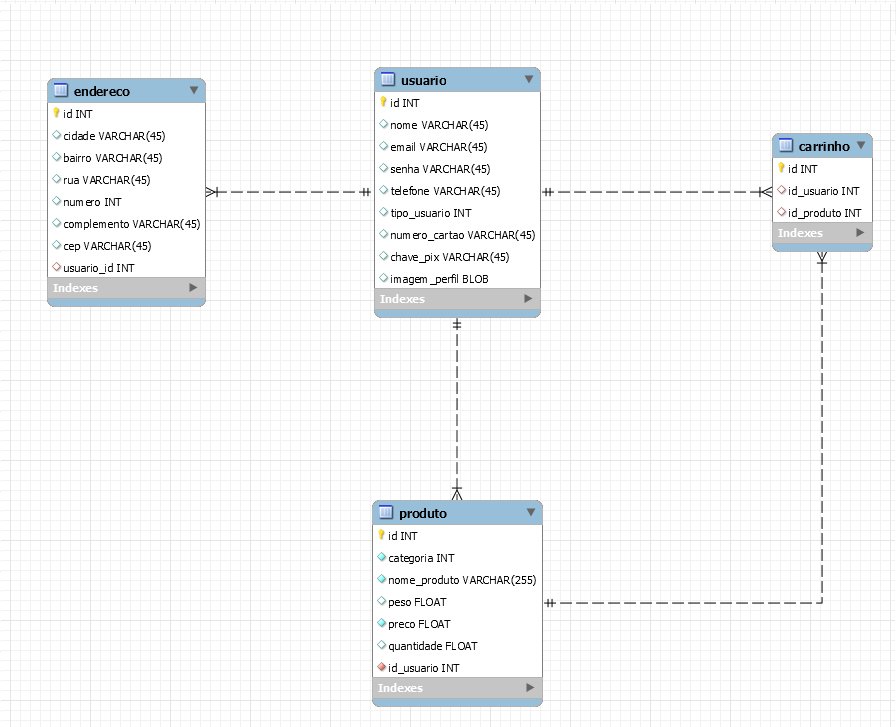 endereco
id INT
cidade VARCHAR(45)
bairro VARCHAR(45)
rua VARCHAR(45)
numero INT
complemento VARCHAR(45)
cep VARCHAR(45)
usuario_id INT
Indexes
usuario
id INT
nome VARCHAR(45)
email VARCHAR(45)
senha VARCHAR(45)
telefone VARCHAR(45)
tipo_usuario INT
numero_cartao VARCHAR(45)
chave_pix VARCHAR(45)
imagem_perfil BLOB
Indexes
carrinho
id INT
id_usuario INT
id_produto INT
Indexes
produto
id INT
categoria INT
nome_produto VARCHAR(255)
peso FLOAT
preco FLOAT
quantidade FLOAT
id_usuario INT
Indexes